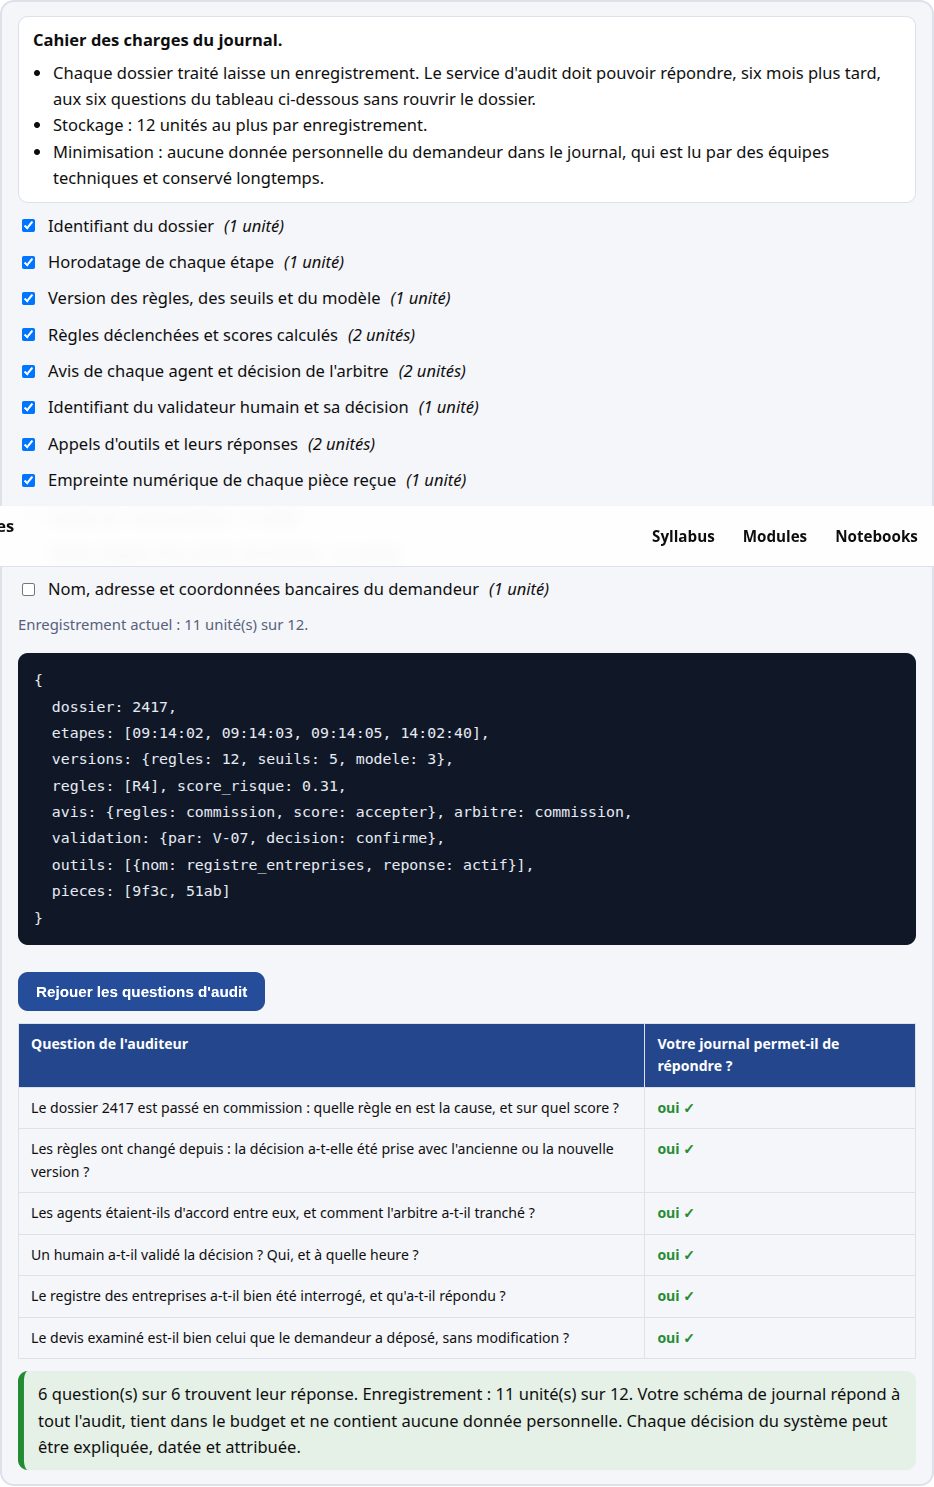 Cahier des charges du journal.
Chaque dossier traité laisse un enregistrement. Le service d'audit doit pouvoir répondre, six mois plus tard,
aux six questions du tableau ci-dessous sans rouvrir le dossier.
Stockage : 12 unités au plus par enregistrement.
Minimisation : aucune donnée personnelle du demandeur dans le journal, qui est lu par des équipes
techniques et conservé longtemps.
Identifiant du dossier (1 unité)
Horodatage de chaque étape (1 unité)
Version des règles, des seuils et du modèle (1 unité)
Règles déclenchées et scores calculés (2 unités)
Avis de chaque agent et décision de l'arbitre (2 unités)
Identifiant du validateur humain et sa décision (1 unité)
Appels d'outils et leurs réponses (2 unités)
Empreinte numérique de chaque pièce reçue (1 unité)
es
Syllabus Modules Notebooks
Nom, adresse et coordonnées bancaires du demandeur (1 unité)
Enregistrement actuel : 11 unité(s) sur 12.
{
dossier: 2417,
etapes: [09:14:02, 09:14:03, 09:14:05, 14:02:40],
versions: {regles: 12, seuils: 5, modele: 3},
regles: [R4], score_risque: 0.31,
avis: {regles: commission, score: accepter}, arbitre: commission,
validation: {par: V-07, decision: confirme},
outils: [{nom: registre_entreprises, reponse: actif}],
pieces: [9f3c, 51ab]
}
Rejouer les questions d'audit
Question de l'auditeur
Votre journal permet-il de
répondre ?
Le dossier 2417 est passé en commission : quelle règle en est la cause, et sur quel score ?
oui ✓
Les règles ont changé depuis : la décision a-t-elle été prise avec l'ancienne ou la nouvelle
version ?
oui ✓
Les agents étaient-ils d'accord entre eux, et comment l'arbitre a-t-il tranché ?
oui ✓
Un humain a-t-il validé la décision ? Qui, et à quelle heure ?
oui ✓
Le registre des entreprises a-t-il bien été interrogé, et qu'a-t-il répondu ?
oui ✓
Le devis examiné est-il bien celui que le demandeur a déposé, sans modification ?
oui ✓
6 question(s) sur 6 trouvent leur réponse. Enregistrement : 11 unité(s) sur 12. Votre schéma de journal répond à
tout l'audit, tient dans le budget et ne contient aucune donnée personnelle. Chaque décision du système peut
être expliquée, datée et attribuée.